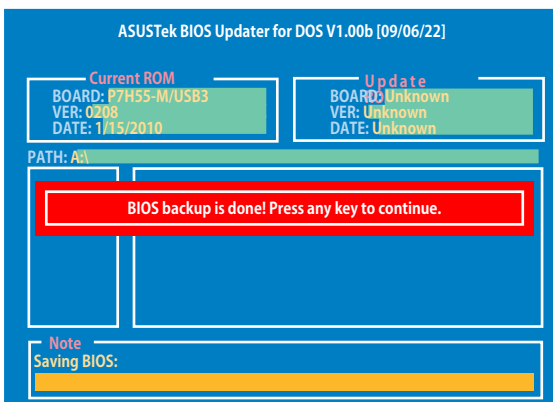 ASUSTek BIOS Updater for DOS V1.00b [09/06/22]
Current ROM
BOARD: P7H55-M/USB3
VER: 0208
DATE: 1/15/2010
Update
BOARD: Unknown
VER: Unknown
DATE: Unknown
PATH: A:\
BIOS backup is done! Press any key to continue.
Note
Saving BIOS: